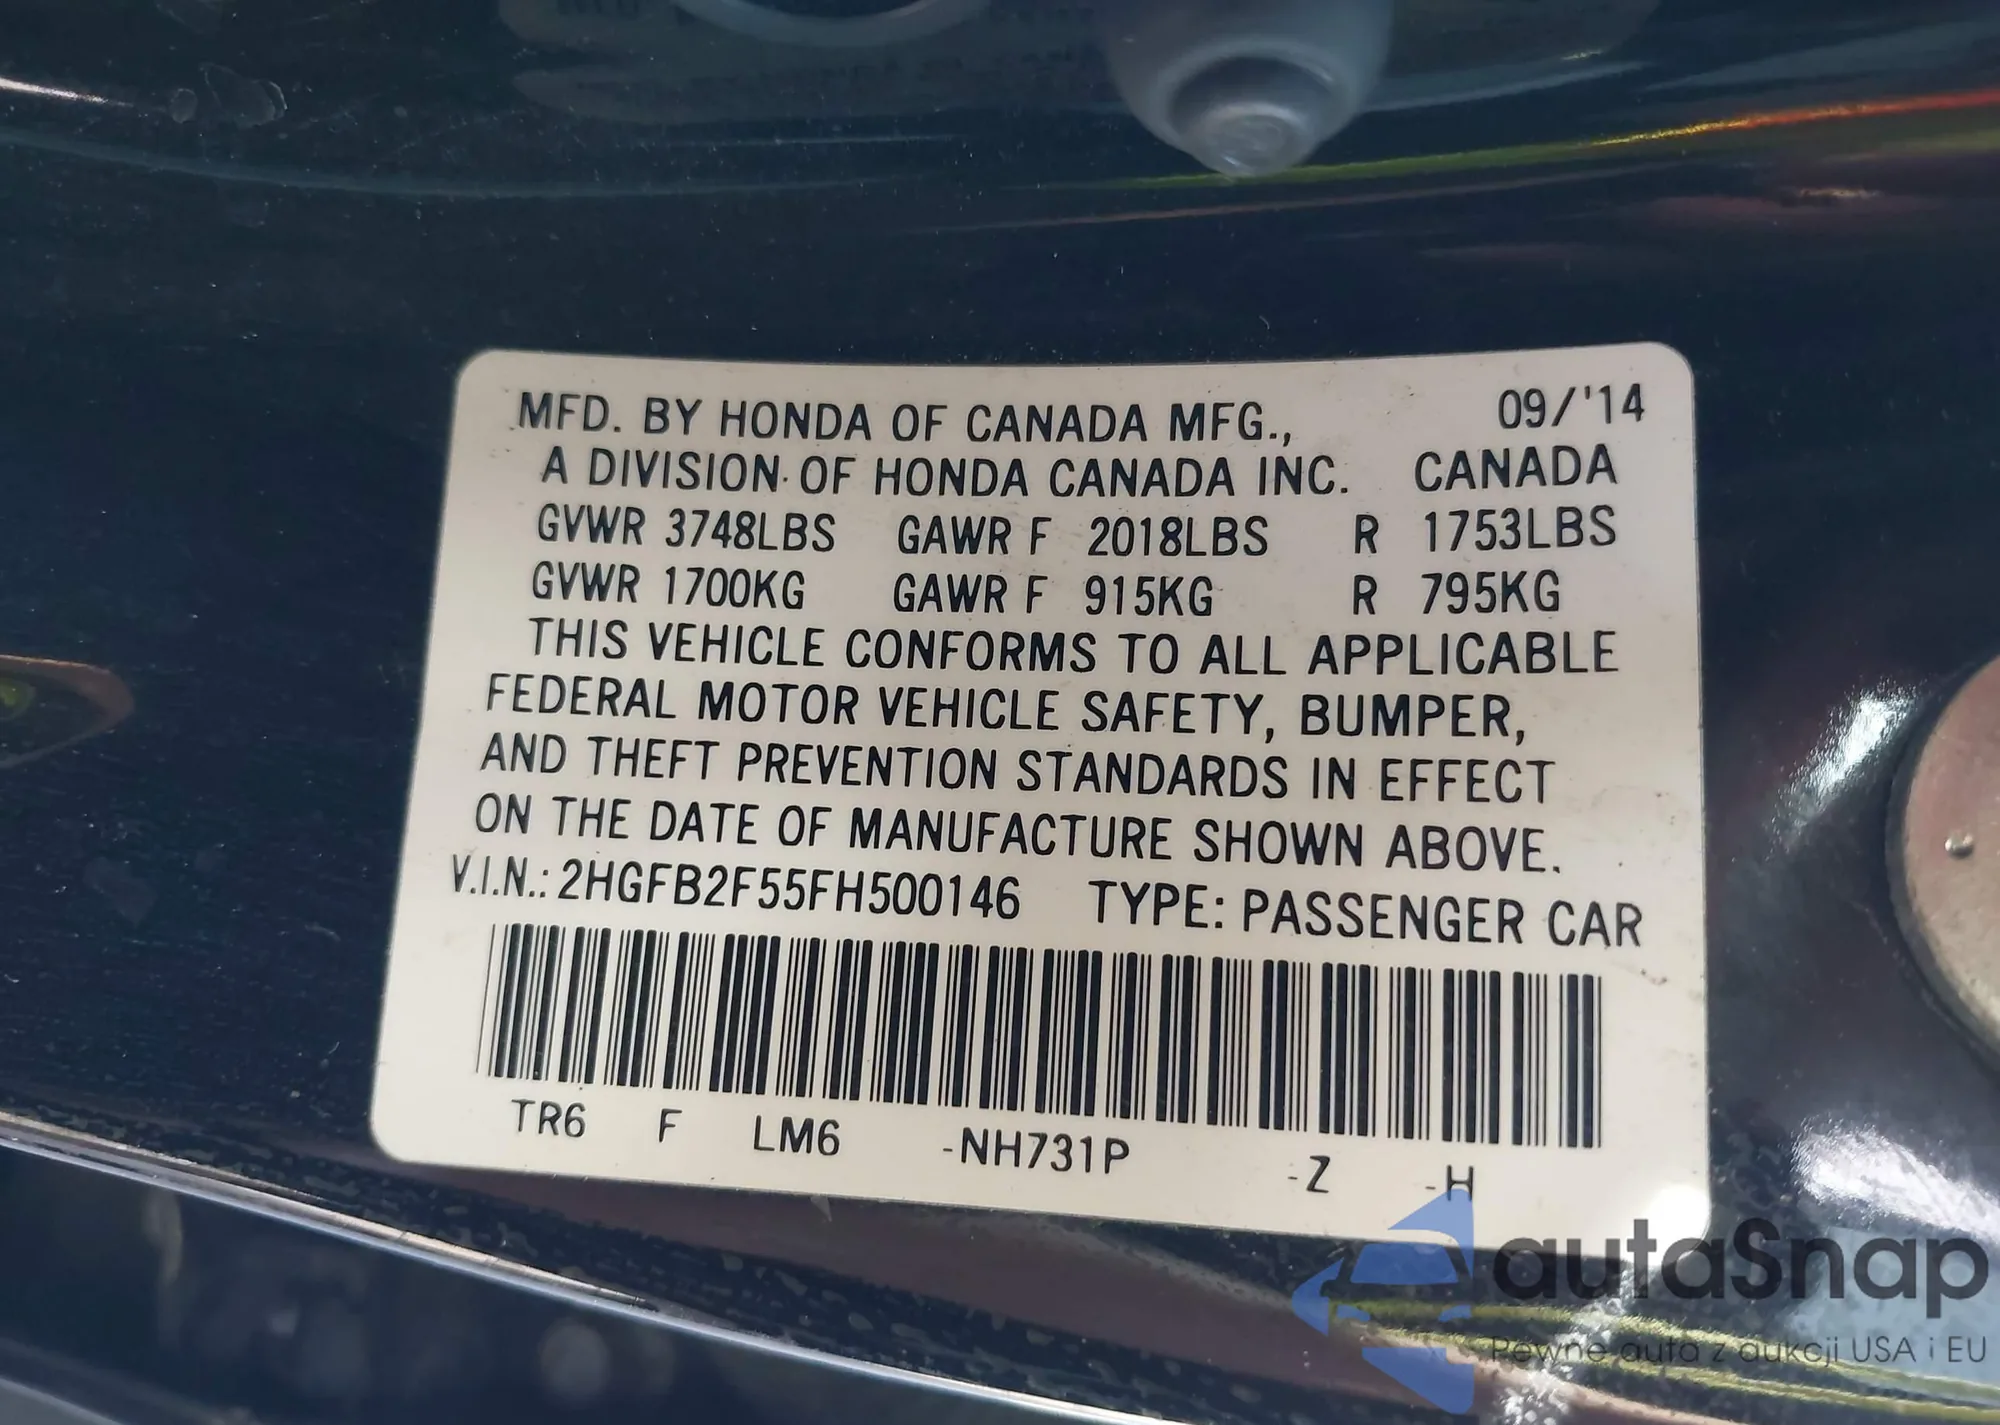 MFD. BY HONDA OF CANADA MFG., 09/'14
A DIVISION OF HONDA CANADA INC. CANADA
GVWR 3748LBS GAWR F 2018LBS R 1753LBS
GVWR 1700KG GAWR F 915KG R 795KG
THIS VEHICLE CONFORMS TO ALL APPLICABLE
FEDERAL MOTOR VEHICLE SAFETY, BUMPER,
AND THEFT PREVENTION STANDARDS IN EFFECT
ON THE DATE OF MANUFACTURE SHOWN ABOVE.
V.I.N.: 2HGFB2F55FH500146 TYPE: PASSENGER CAR
TR6 F LM6 -NH731P -Z -H
autaSnap
Pewne auta z aukcji USA i EU